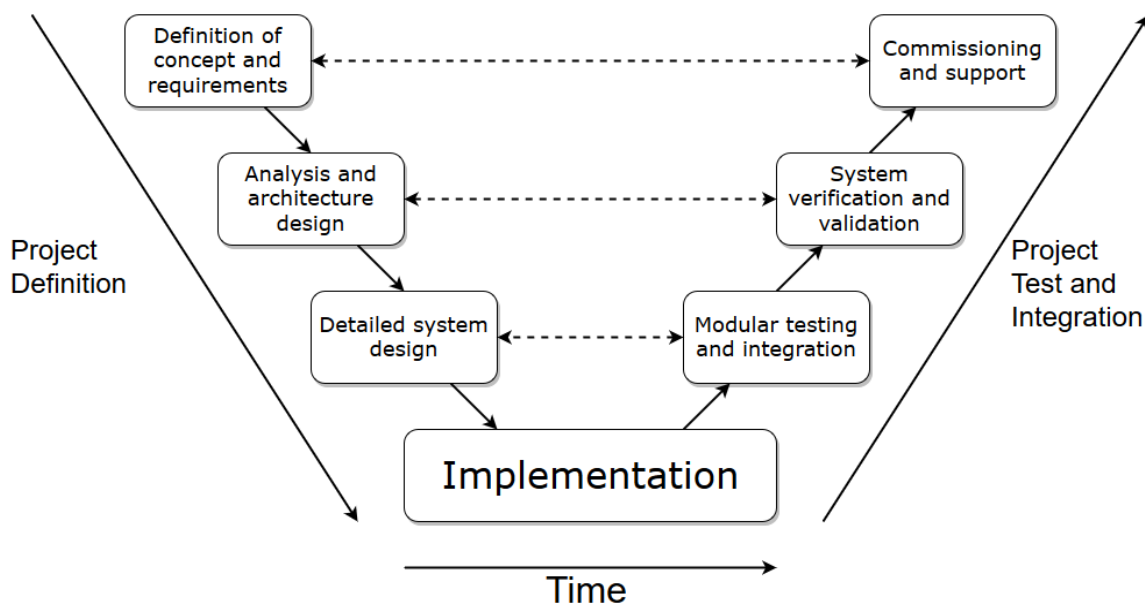 Definition of
concept and
requirements
Commissioning
and support
Analysis and
architecture
design
System
verification and
validation
Project
Definition
Project
Test and
Integration
Detailed system
design
Modular testing
and integration
Implementation
Time